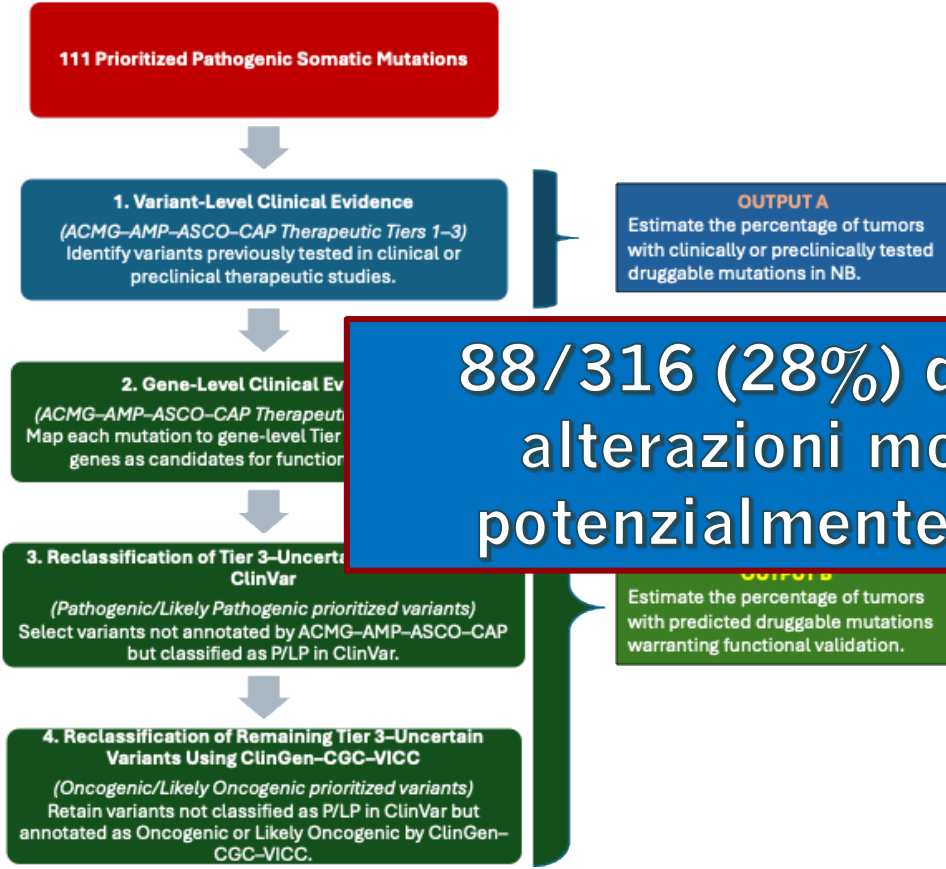 111 Prioritized Pathogenic Somatic Mutations
1. Variant-Level Clinical Evidence
(ACMG–AMP–ASCO–CAP Therapeutic Tiers 1–3)
Identify variants previously tested in clinical or
preclinical therapeutic studies.
OUTPUT A
Estimate the percentage of tumors
with clinically or preclinically tested
druggable mutations in NB.
2. Gene-Level Clinical
(ACMG–AMP–ASCO–CAP
Map each mutation to gene-level Tier
genes as candidates for
88/316 (28%)
alterazioni
potenzialmente
3. Reclassification of Tier 3–
ClinVar
(Pathogenic/Likely Pathogenic prioritized variants)
Select variants not annotated by ACMG–AMP–ASCO–CAP
but classified as P/LP in ClinVar.
OUTPUT B
Estimate the percentage of tumors
with predicted druggable mutations
warranting functional validation.
4. Reclassification of Remaining Tier 3–Uncertain
Variants Using ClinGen–CGC–VICC
(Oncogenic/Likely Oncogenic prioritized variants)
Retain variants not classified as P/LP in ClinVar but
annotated as Oncogenic or Likely Oncogenic by ClinGen–
CGC–VICC.